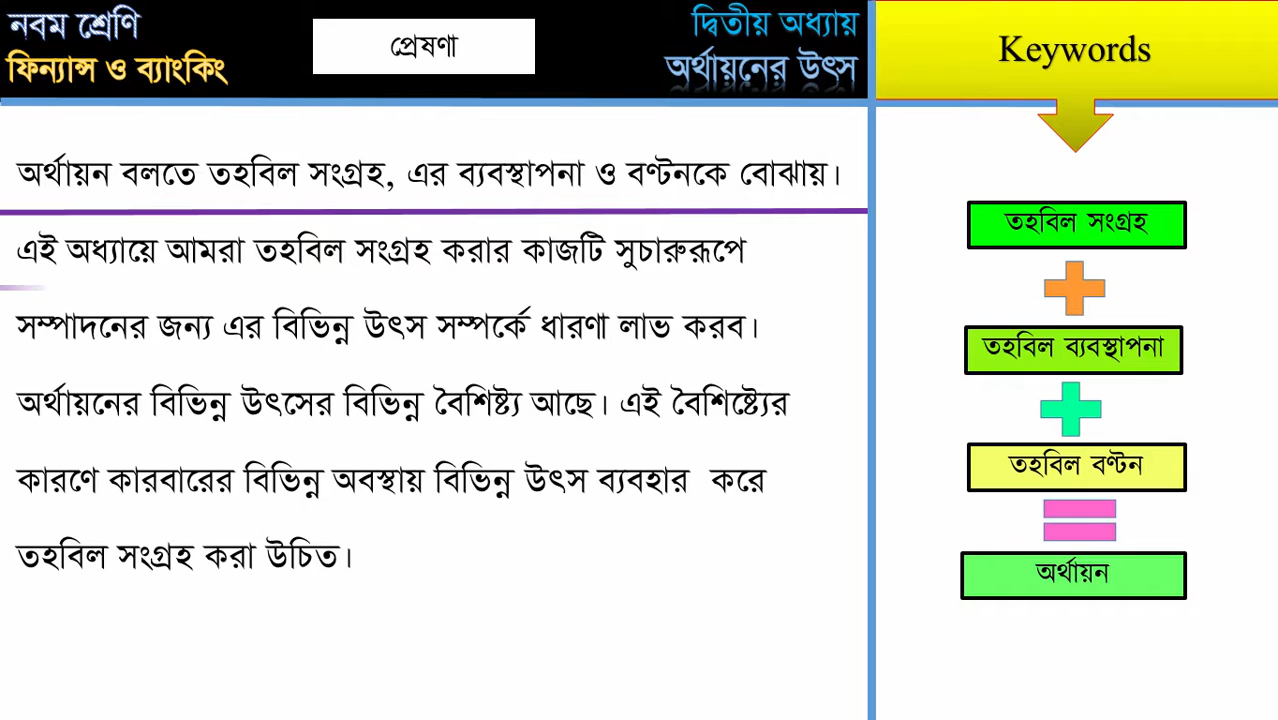 নবম শ্রেণি
ফিন্যান্স ও ব্যাংকিং
প্রেষণা
দ্বিতীয় অধ্যায়
অর্থায়নের উৎস
অর্থায়ন বলতে তহবিল সংগ্রহ, এর ব্যবস্থাপনা ও বণ্টনকে বোঝায়।
এই অধ্যায়ে আমরা তহবিল সংগ্রহ করার কাজটি সুচারুরূপে
সম্পাদনের জন্য এর বিভিন্ন উৎস সম্পর্কে ধারণা লাভ করব।
অর্থায়নের বিভিন্ন উৎসের বিভিন্ন বৈশিষ্ট্য আছে। এই বৈশিষ্ট্যের
কারণে কারবারের বিভিন্ন অবস্থায় বিভিন্ন উৎস ব্যবহার করে
তহবিল সংগ্রহ করা উচিত।
Keywords
তহবিল সংগ্রহ
তহবিল ব্যবস্থাপনা
তহবিল বণ্টন
অর্থায়ন